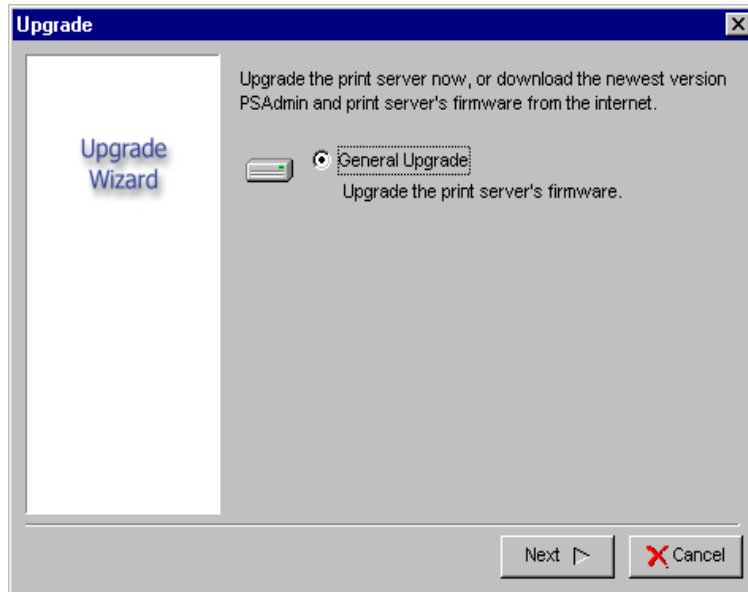 Upgrade
Upgrade
Wizard
Upgrade the print server now, or download the newest version
PSAdmin and print server's firmware from the internet.
General Upgrade
Upgrade the print server's firmware.
Next
Cancel